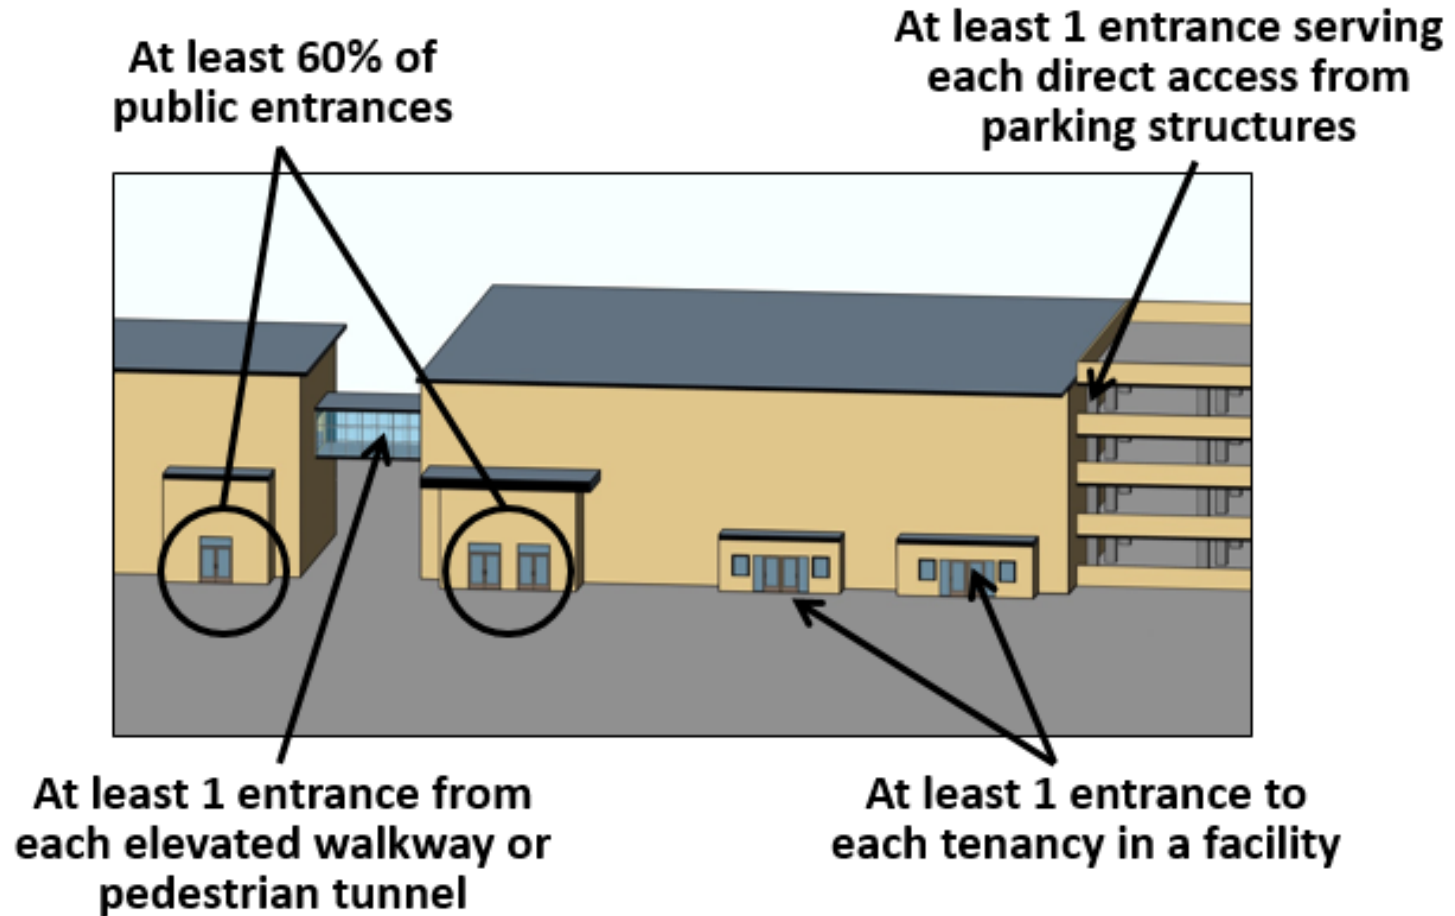 At least 60% of
public entrances
At least 1 entrance serving
each direct access from
parking structures
At least 1 entrance from
each elevated walkway or
pedestrian tunnel
At least 1 entrance to
each tenancy in a facility